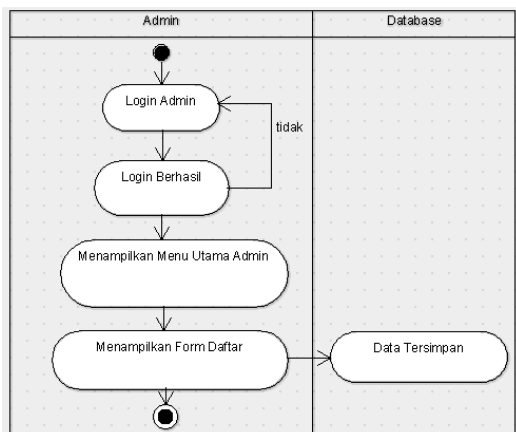 Admin
Database
Login Admin
tidak
Login Berhasil
Menampilkan Menu Utama Admin
Menampilkan Form Daftar
Data Tersimpan